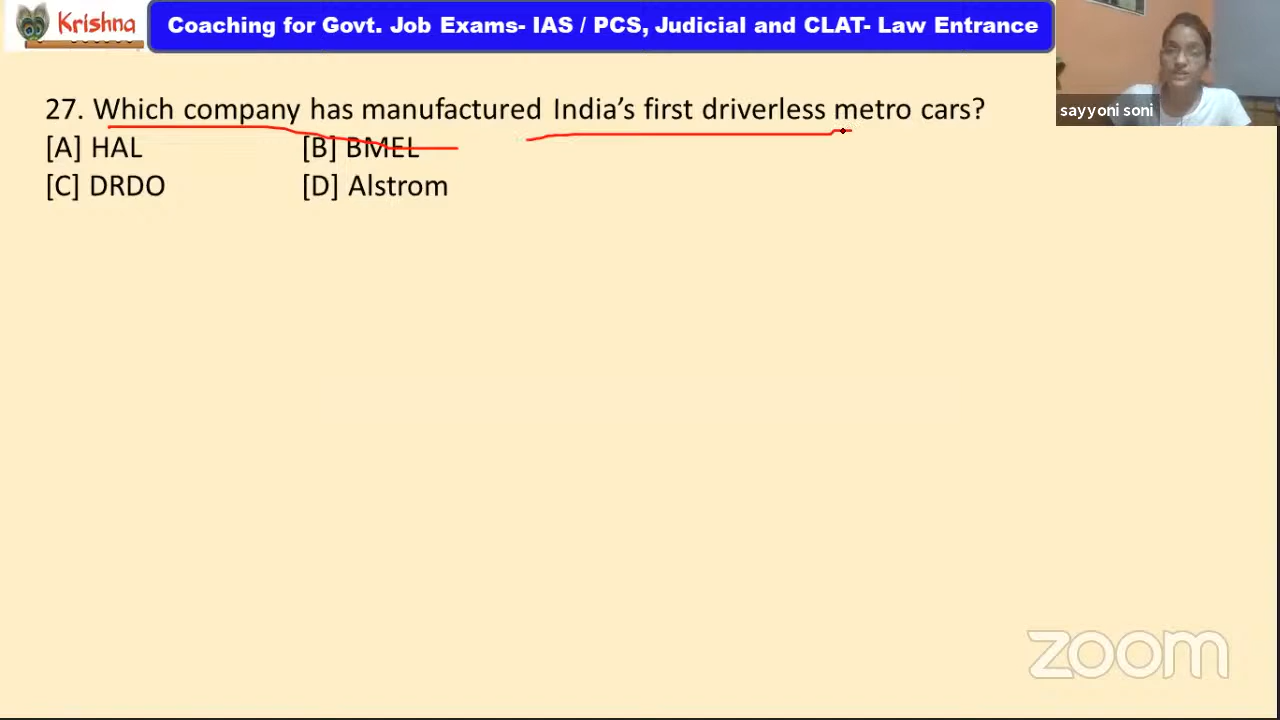 Krishna
Coaching for Govt. Job Exams- IAS / PCS, Judicial and CLAT- Law Entrance
sayyoni soni
27. Which company has manufactured India’s first driverless metro cars?
[A] HAL [B] BMEL
[C] DRDO [D] Alstrom
zoom